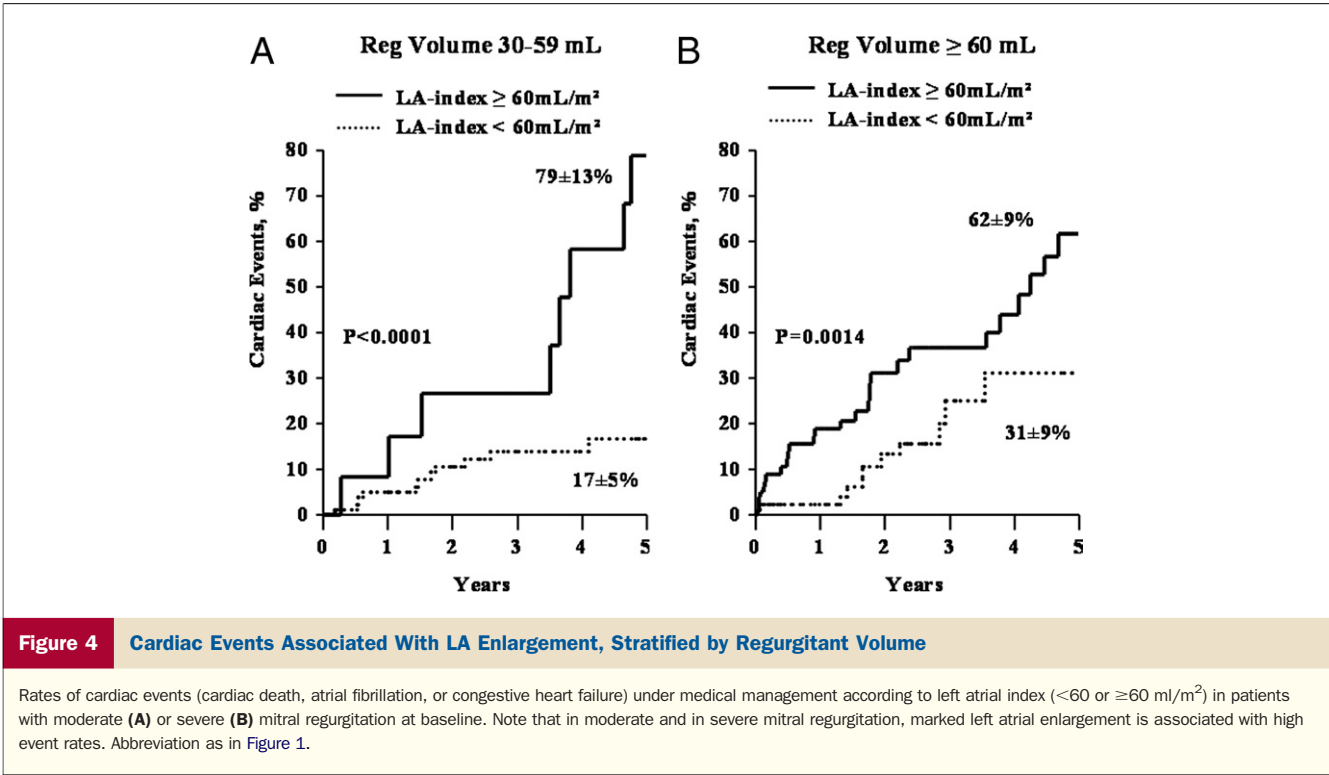 A
Reg Volume 30-59 mL
LA-index ≥ 60mL/m²
LA-index < 60mL/m²
80
70
60
50
40
30
20
10
0
Cardiac Events, %
79±13%
P<0.0001
17±5%
0 1 2 3 4 5
Years
B
Reg Volume ≥ 60 mL
LA-index ≥ 60mL/m²
LA-index < 60mL/m²
80
70
60
50
40
30
20
10
0
Cardiac Events, %
62±9%
P=0.0014
31±9%
0 1 2 3 4 5
Years
Figure 4 Cardiac Events Associated With LA Enlargement, Stratified by Regurgitant Volume
Rates of cardiac events (cardiac death, atrial fibrillation, or congestive heart failure) under medical management according to left atrial index (<60 or ≥60 ml/m²) in patients
with moderate (A) or severe (B) mitral regurgitation at baseline. Note that in moderate and in severe mitral regurgitation, marked left atrial enlargement is associated with high
event rates. Abbreviation as in Figure 1.